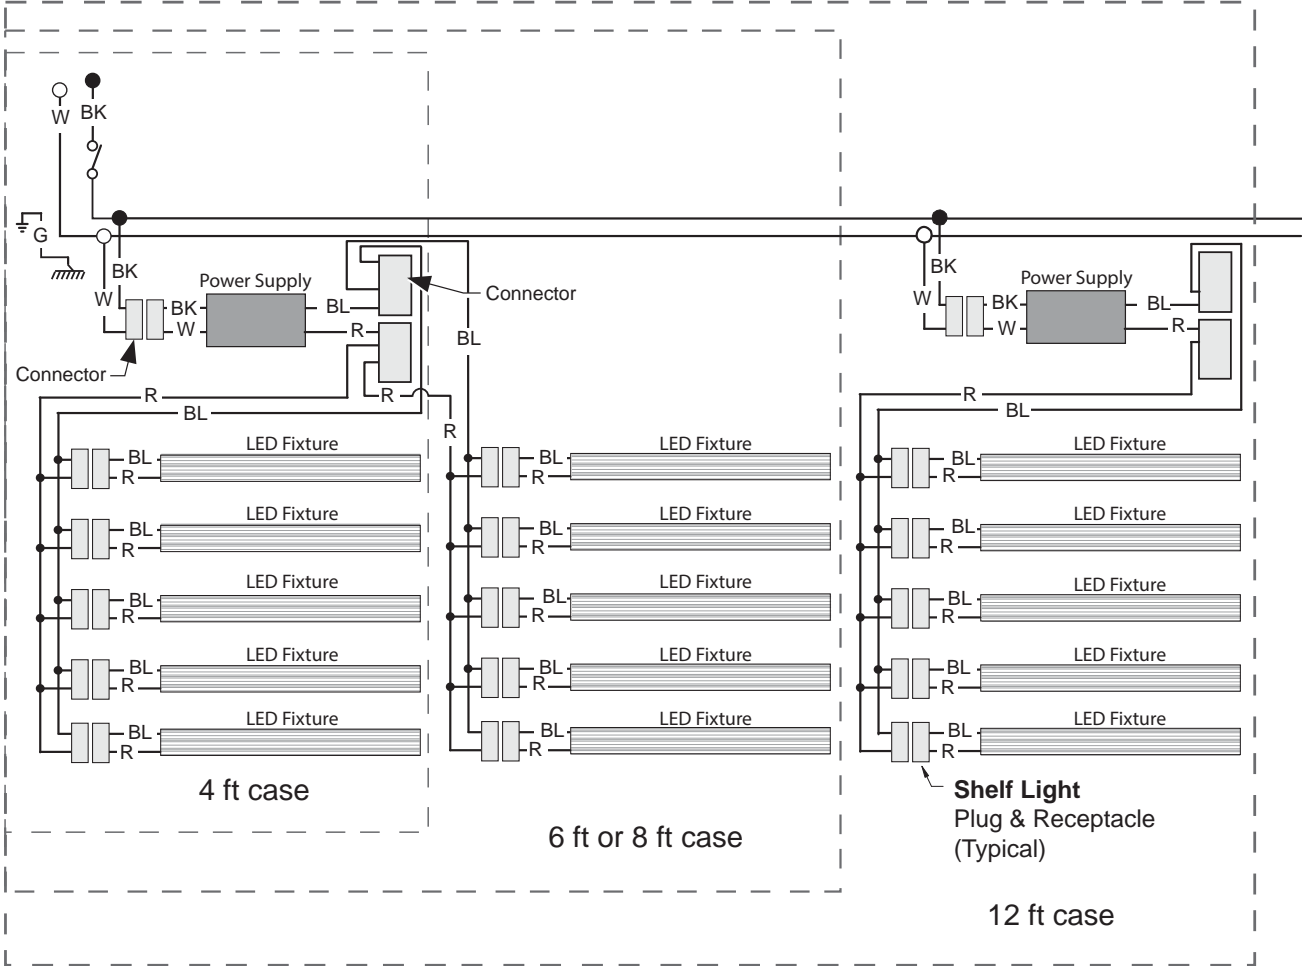 W
BK
G
BK
W
Power Supply
BK
W
BL
R
Connector
Connector
BL
R
R
R
BL
BK
W
Power Supply
BK
W
BL
R
R
BL
LED Fixture
BL
R
LED Fixture
BL
R
LED Fixture
BL
R
LED Fixture
BL
R
LED Fixture
BL
R
4 ft case
LED Fixture
BL
R
LED Fixture
BL
R
LED Fixture
BL
R
LED Fixture
BL
R
LED Fixture
BL
R
6 ft or 8 ft case
LED Fixture
BL
R
LED Fixture
BL
R
LED Fixture
BL
R
LED Fixture
BL
R
LED Fixture
BL
R
Shelf Light
Plug & Receptacle
(Typical)
12 ft case